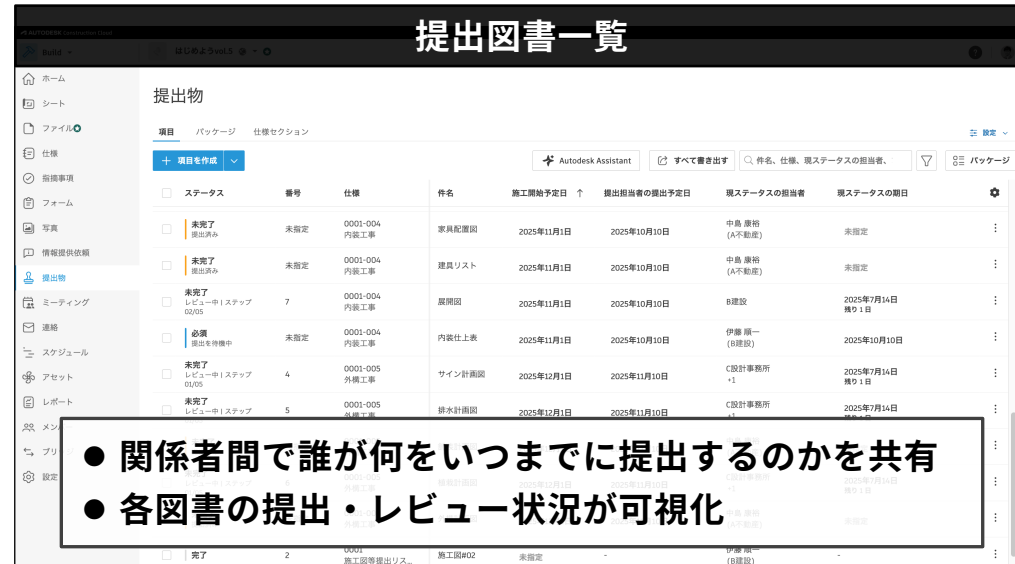 提出図書一覧
AUTODESK Construction Cloud
Build
はじめようvol.5
ホーム
シート
ファイル
仕様
指摘事項
フォーム
写真
情報提供依頼
提出物
ミーティング
連絡
スケジュール
アセット
レポート
設定
提出物
項目 パッケージ 仕様セクション 設定
+ 項目を作成 Autodesk Assistant すべて書き出す 件名、仕様、現ステータスの担当者、 パッケージ
ステータス 番号 仕様 件名 施工開始予定日 ↑ 提出担当者の提出予定日 現ステータスの担当者 現ステータスの期日
未完了 提出済み 未指定 0001-004 内装工事 家具配置図 2025年11月1日 2025年10月10日 中島 康裕 (A不動産) 未指定
未完了 提出済み 未指定 0001-004 内装工事 建具リスト 2025年11月1日 2025年10月10日 中島 康裕 (A不動産) 未指定
未完了 レビュー中 | ステップ 02/05 7 0001-004 内装工事 展開図 2025年11月1日 2025年10月10日 B建設 2025年7月14日 残り 1 日
必須 提出を待機中 未指定 0001-004 内装工事 内装仕上表 2025年11月1日 2025年10月10日 伊藤 順一 (B建設) 2025年10月10日
未完了 レビュー中 | ステップ 01/05 4 0001-005 外構工事 サイン計画図 2025年12月1日 2025年11月10日 C設計事務所 +1 2025年7月14日 残り 1 日
未完了 レビュー中 | ステップ 5 0001-005 外構工事 排水計画図 2025年12月1日 2025年11月10日 C設計事務所 +1 2025年7月14日
● 関係者間で誰が何をいつまでに提出するのかを共有
● 各図書の提出・レビュー状況が可視化
完了 2 0001 施工図等提出リス... 施工図#02 未指定 - 伊藤 順一 (B建設) -